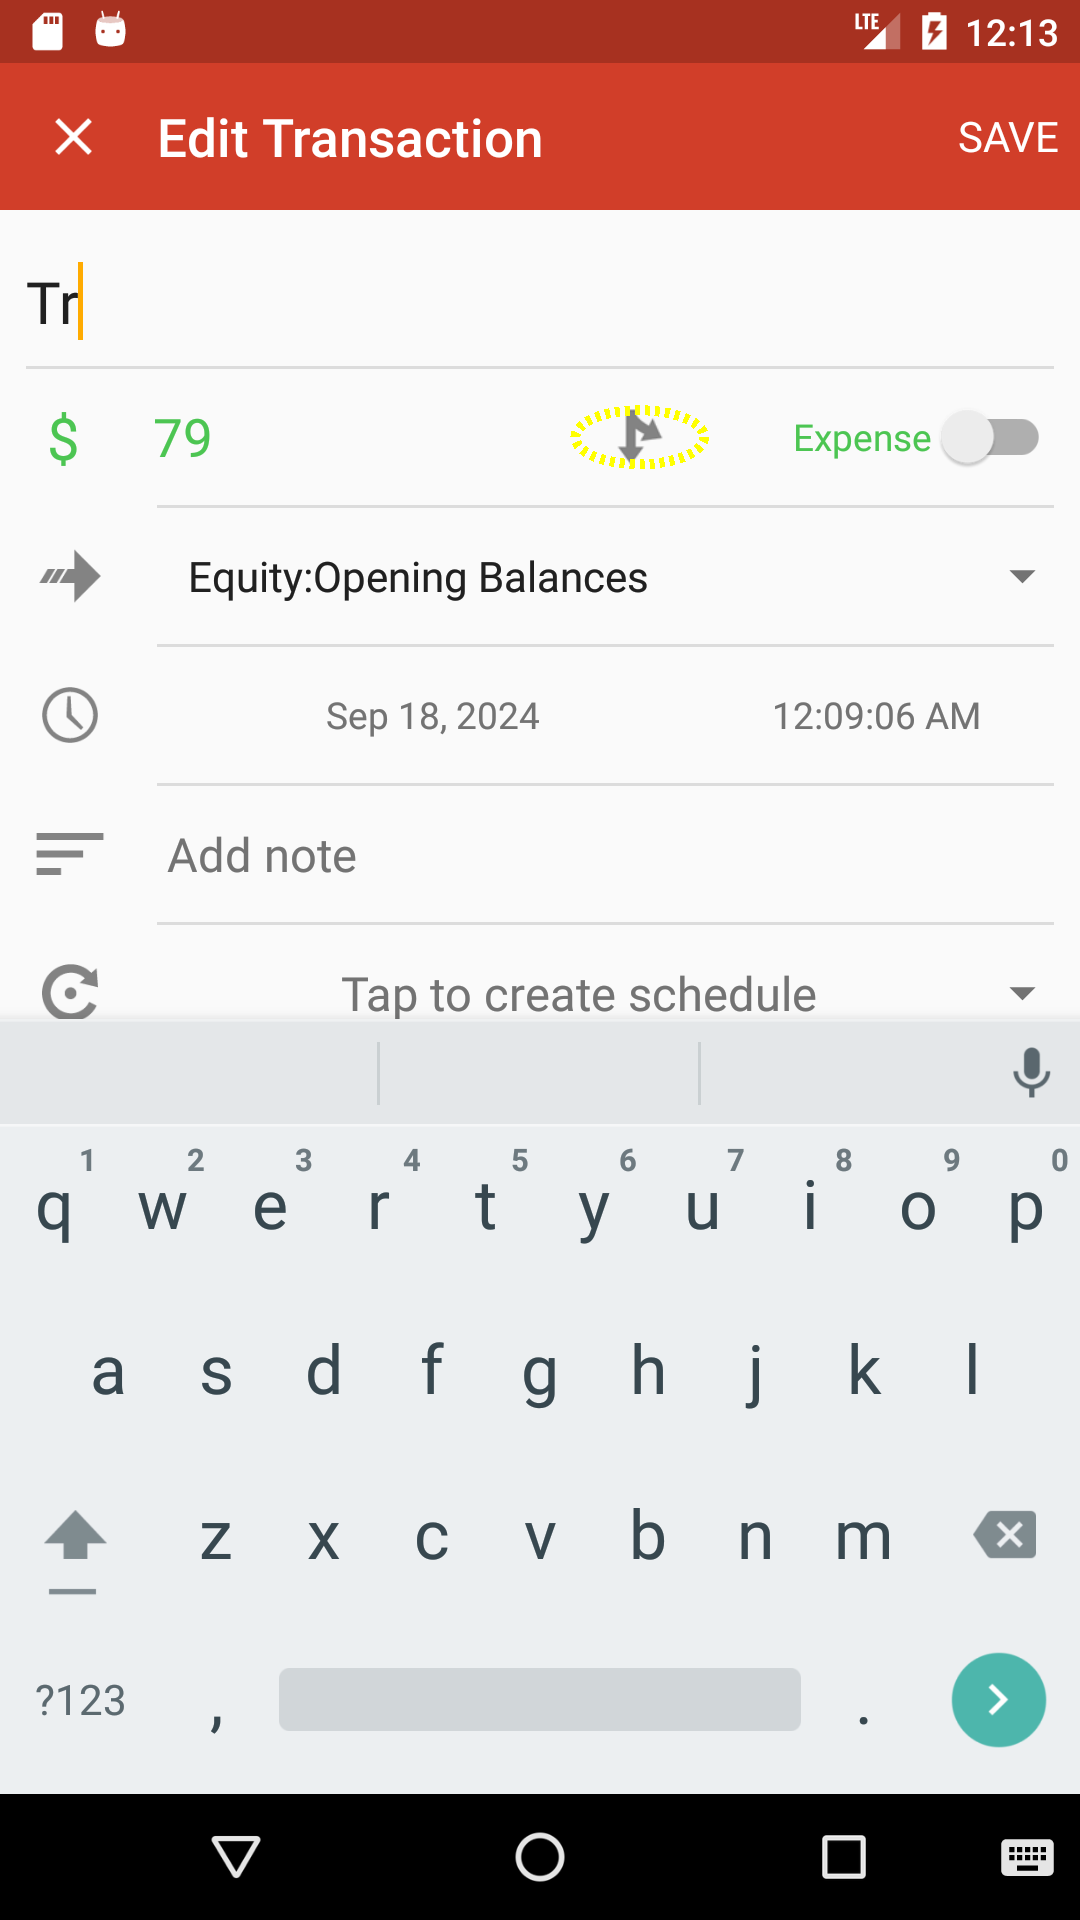 LTE 12:13
Edit Transaction SAVE
Tr
$ 79 Expense
Equity:Opening Balances
Sep 18, 2024 12:09:06 AM
Add note
Tap to create schedule
1 2 3 4 5 6 7 8 9 0
q w e r t y u i o p
a s d f g h j k l
z x c v b n m
?123 , .